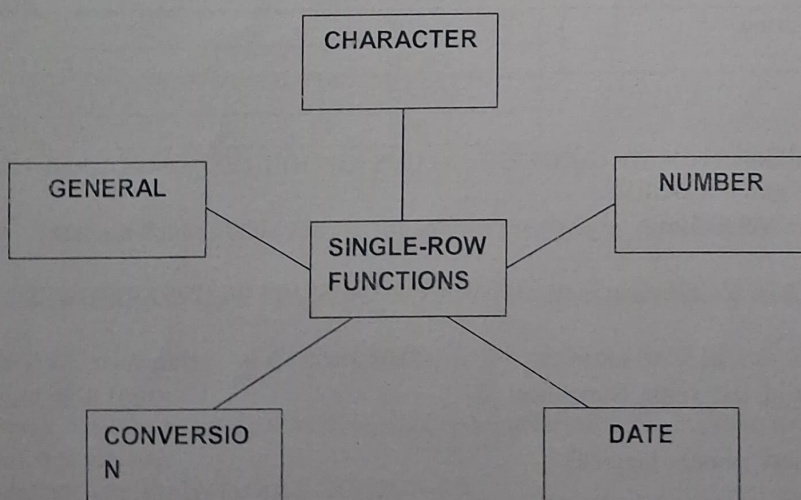 CHARACTER
GENERAL
NUMBER
SINGLE-ROW
FUNCTIONS
CONVERSIO
N
DATE